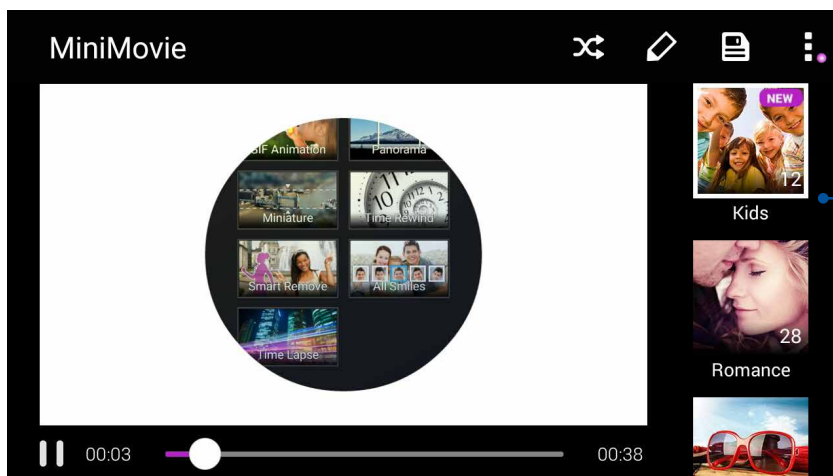 MiniMovie
GIF Animation
Panorama
Miniature
Time Rewind
Smart Remove
All Smiles
Time Lapse
00:03
00:38
NEW
12
Kids
28
Romance